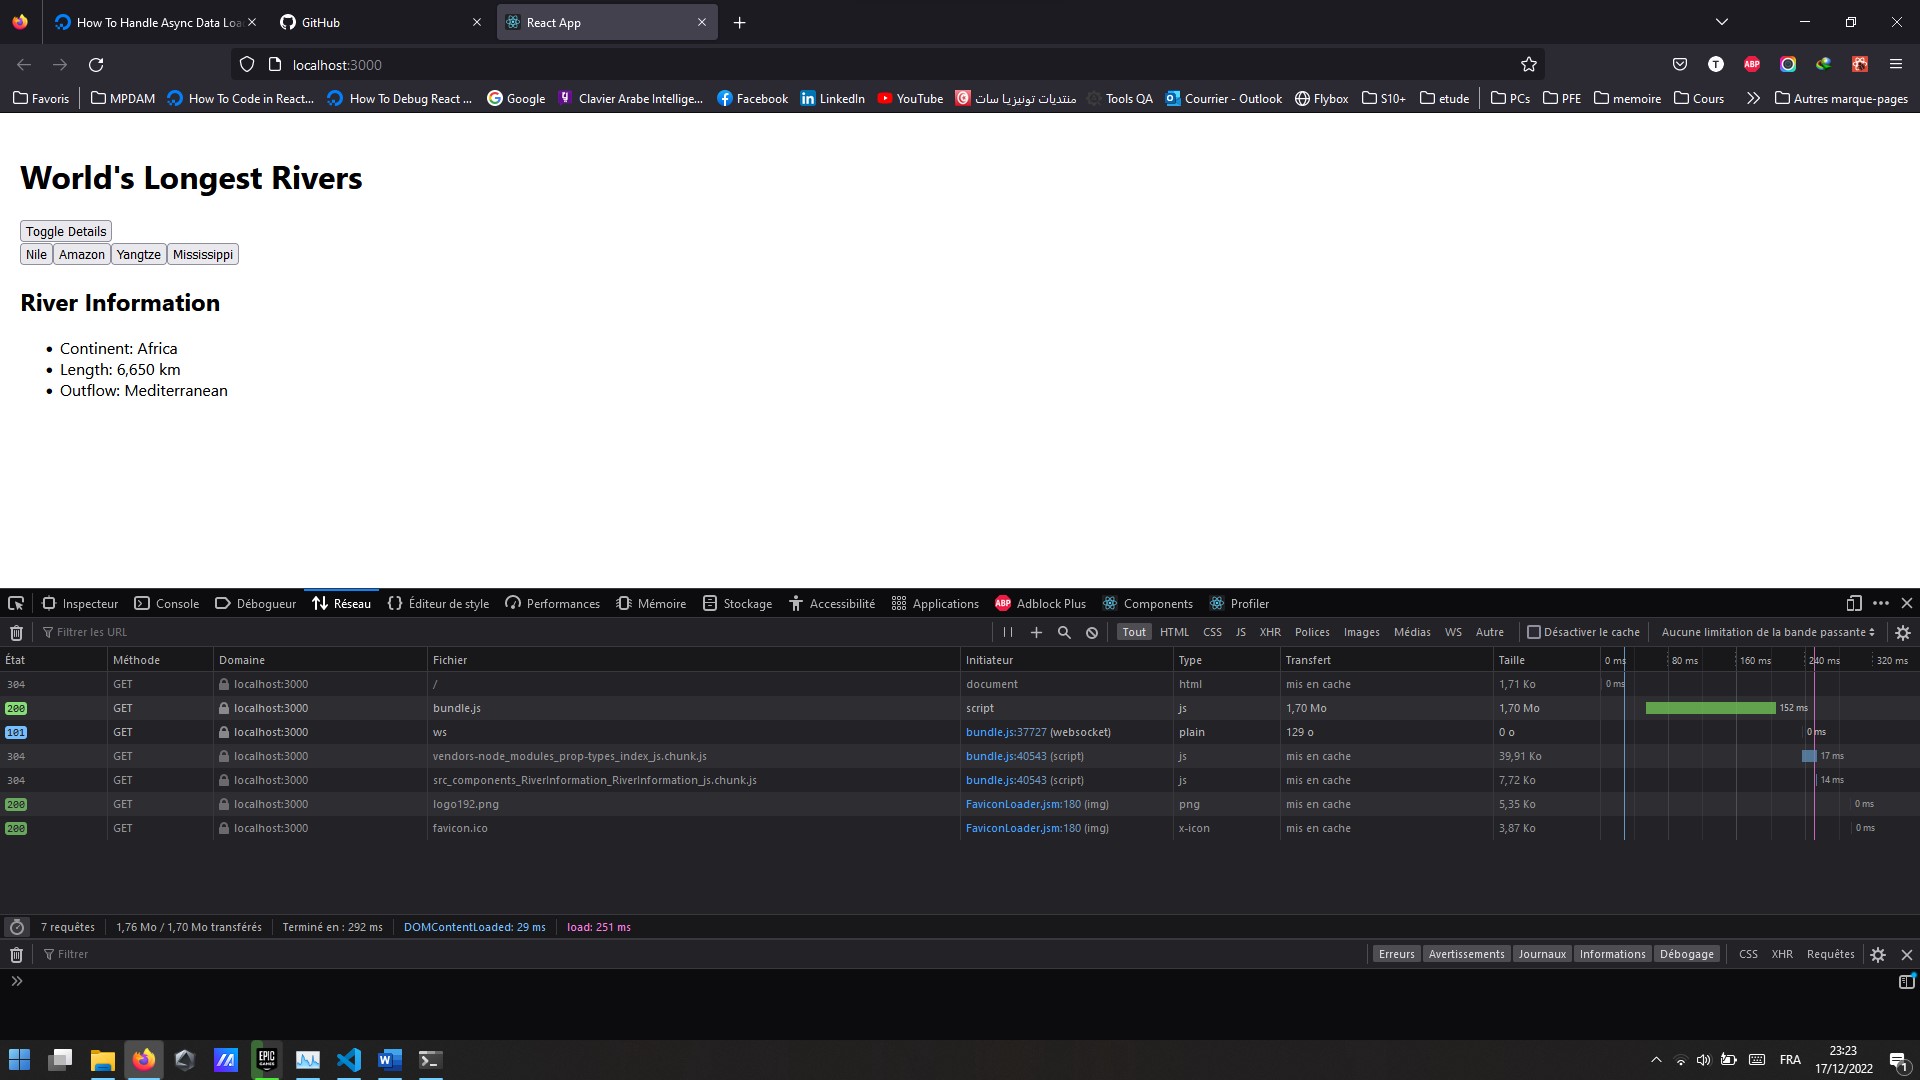 How To Handle Async Data Loa
GitHub
React App
localhost:3000
Favoris
MPDAM
How To Code in React...
How To Debug React ...
Google
Clavier Arabe Intellige...
Facebook
LinkedIn
YouTube
منتديات تونيزيا سات
Tools QA
Courrier - Outlook
Flybox
S10+
etude
PCs
PFE
memoire
Cours
Autres marque-pages
World's Longest Rivers
Toggle Details
Nile Amazon Yangtze Mississippi
River Information
• Continent: Africa
• Length: 6,650 km
• Outflow: Mediterranean
Inspecteur Console Débogueur Réseau Éditeur de style Performances Mémoire Stockage Accessibilité Applications ABP Adblock Plus Components Profiler
Filtrer les URL Tout HTML CSS JS XHR Polices Images Médias WS Autre Désactiver le cache Aucune limitation de la bande passante
État Méthode Domaine Fichier Initiateur Type Transfert Taille 0 ms 80 ms 160 ms 240 ms 320 ms
304 GET localhost:3000 / document html mis en cache 1,71 Ko 0 ms
200 GET localhost:3000 bundle.js script js 1,70 Mo 1,70 Mo 152 ms
101 GET localhost:3000 ws bundle.js:37727 (websocket) plain 129 o 0 o 0 ms
304 GET localhost:3000 vendors-node_modules_prop-types_index_js.chunk.js bundle.js:40543 (script) js mis en cache 39,91 Ko 17 ms
304 GET localhost:3000 src_components_RiverInformation_RiverInformation_js.chunk.js bundle.js:40543 (script) js mis en cache 7,72 Ko 14 ms
200 GET localhost:3000 logo192.png FaviconLoader.jsm:180 (img) png mis en cache 5,35 Ko 0 ms
200 GET localhost:3000 favicon.ico FaviconLoader.jsm:180 (img) x-icon mis en cache 3,87 Ko 0 ms
7 requêtes 1,76 Mo / 1,70 Mo transférés Terminé en : 292 ms DOMContentLoaded: 29 ms load: 251 ms
Filtrer Erreurs Avertissements Journaux Informations Débogage CSS XHR Requêtes
EPIC GAMES
FRA
23:23
17/12/2022
1